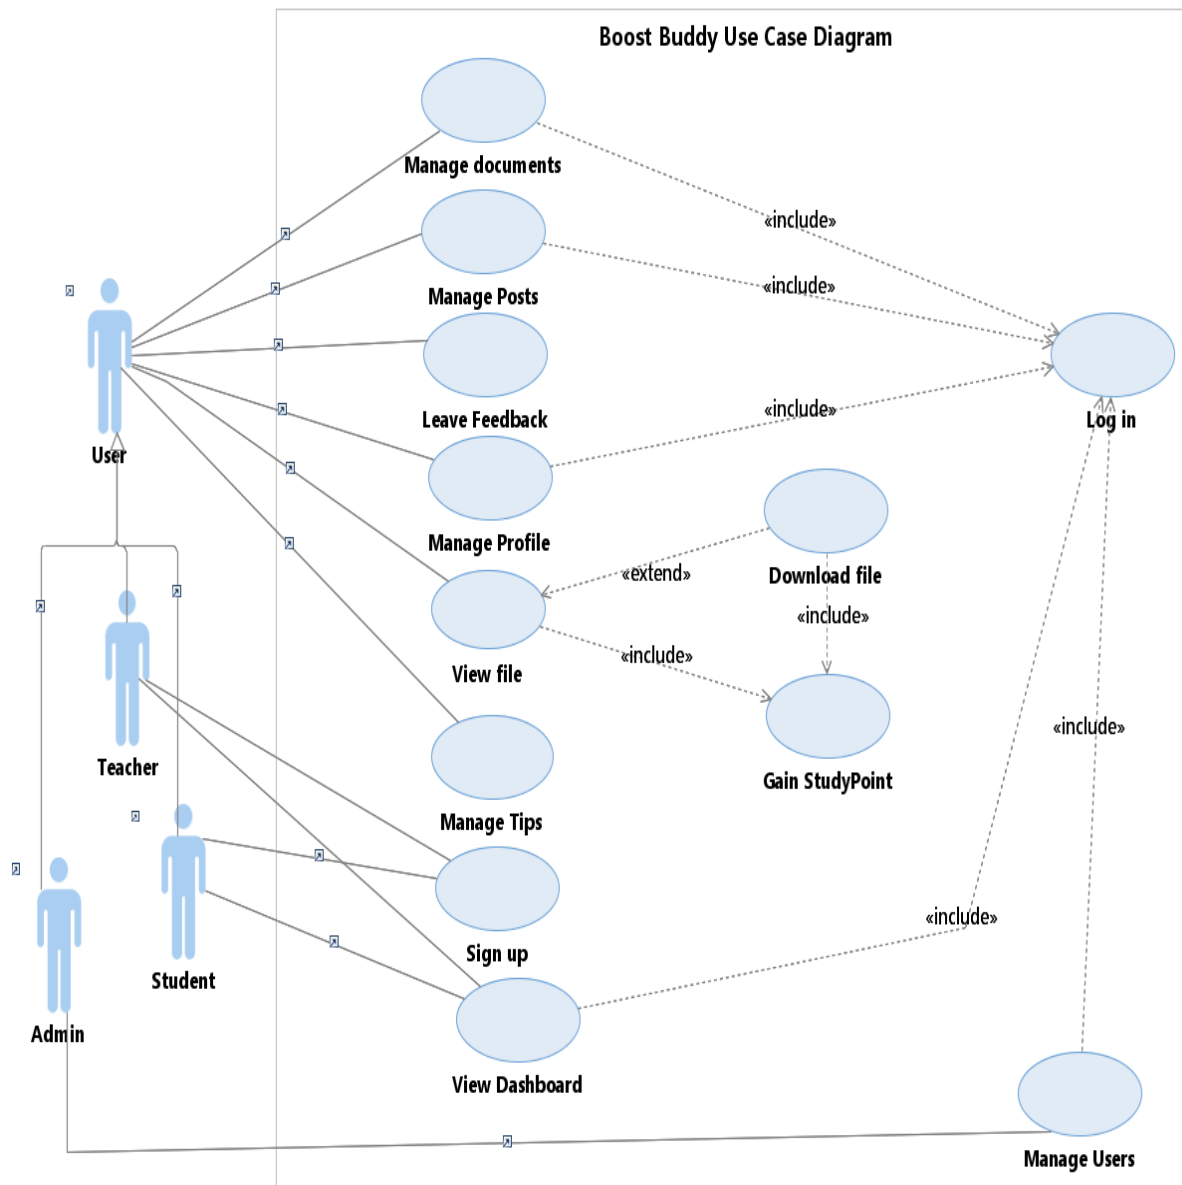 Boost Buddy Use Case Diagram
Manage documents
«include»
Manage Posts
«include»
Leave Feedback
Log in
«include»
User
Manage Profile
«extend»
Download file
«include»
View file
«include»
«include»
Teacher
Gain StudyPoint
Manage Tips
«include»
Sign up
Student
Admin
View Dashboard
Manage Users